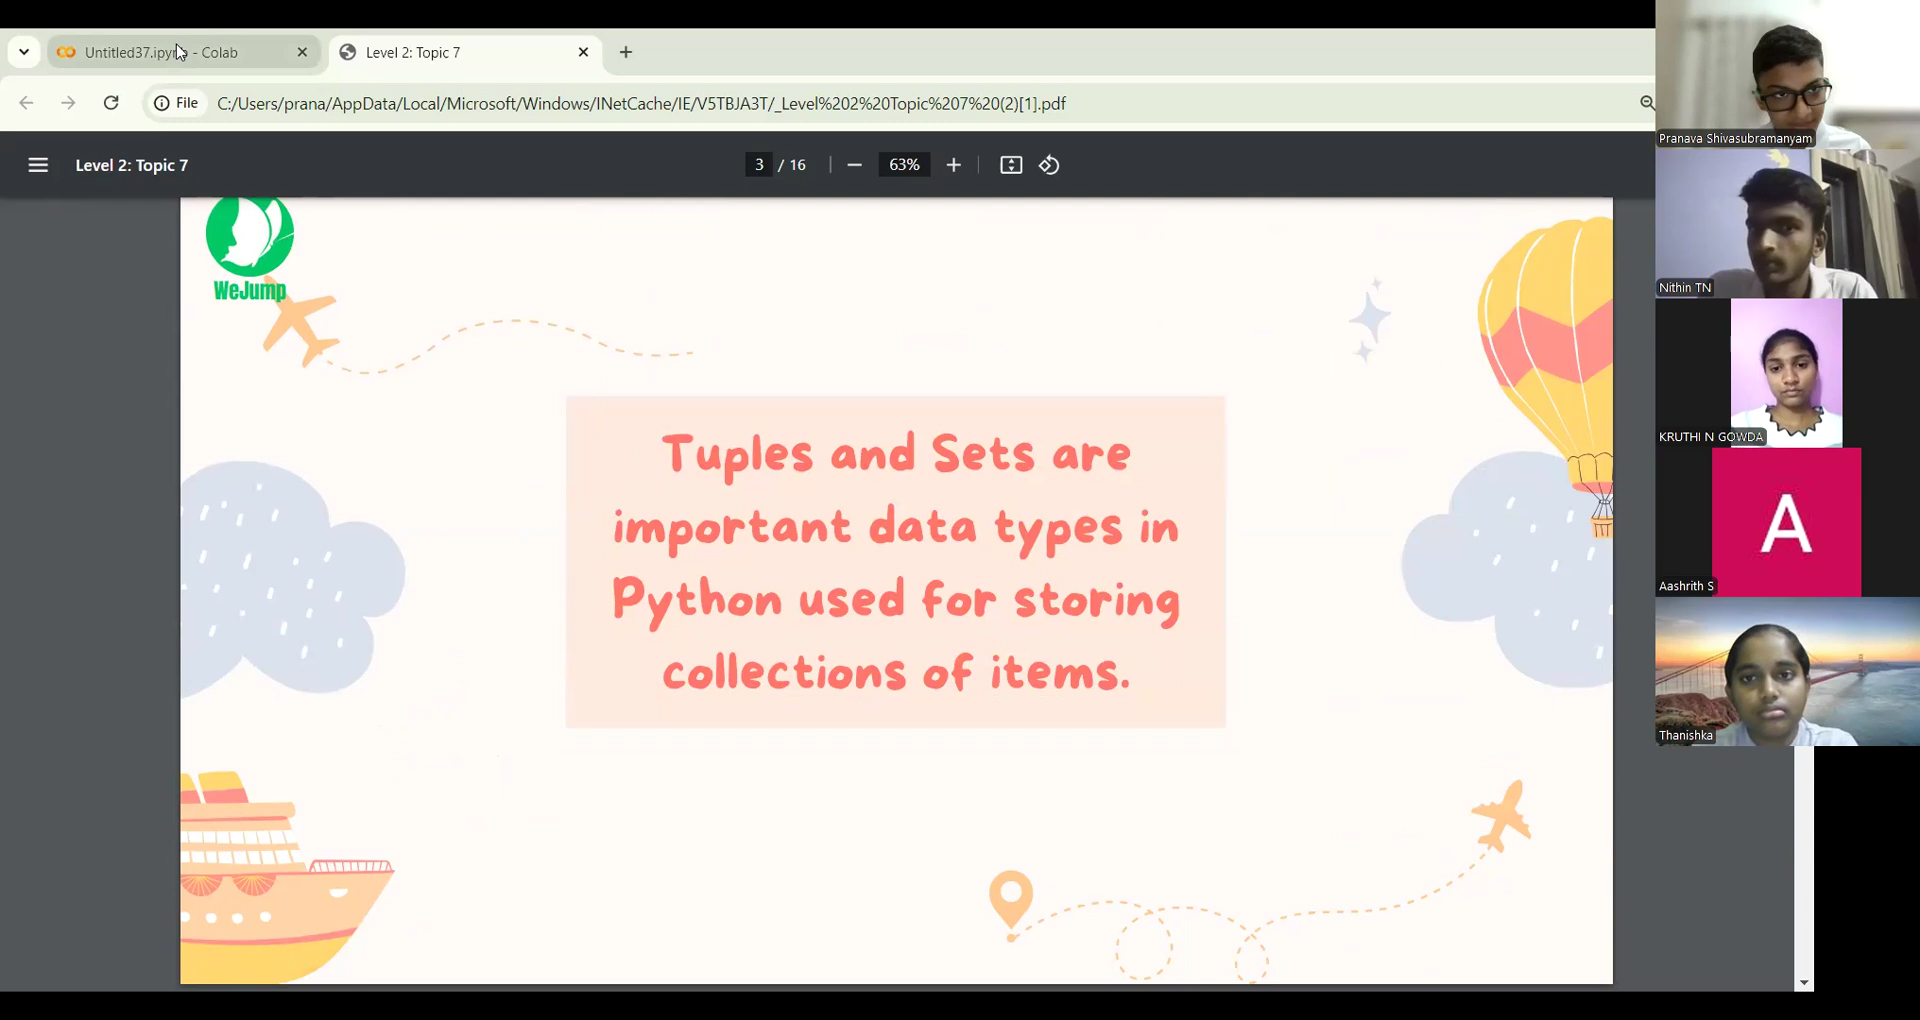 Untitled37.ipynb - Colab
Level 2: Topic 7
File
C:/Users/prana/AppData/Local/Microsoft/Windows/INetCache/IE/V5TBJA3T/_Level%202%20Topic%207%20(2)[1].pdf
Level 2: Topic 7
3 / 16
63%
WeJump
Tuples and Sets are
important data types in
Python used for storing
collections of items.
Pranava Shivasubramanyam
Nithin TN
KRUTHI N GOWDA
A
Aashrith S
Thanishka